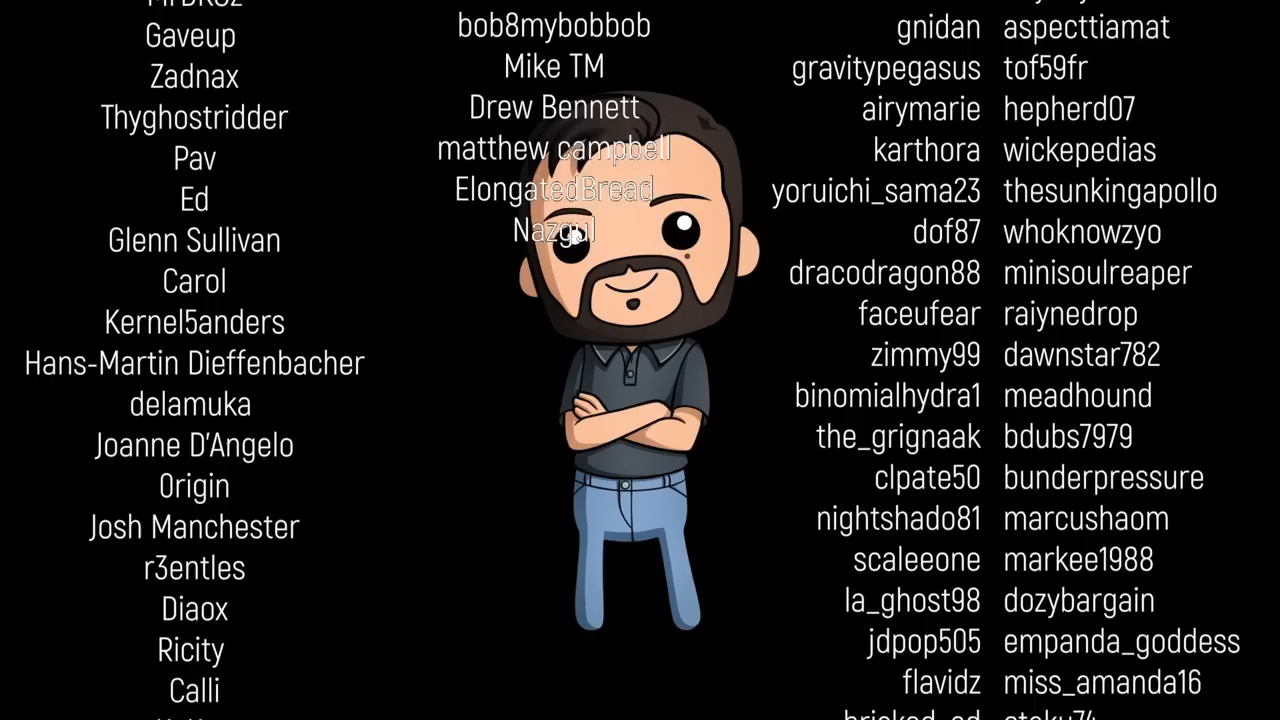 Gaveup
Zadnax
Thyghostridder
Pav
Ed
Glenn Sullivan
Carol
Kernel5anders
Hans-Martin Dieffenbacher
delamuka
Joanne D'Angelo
Origin
Josh Manchester
r3entles
Diaox
Ricity
Calli
bob8mybobbob
Mike TM
Drew Bennett
matthew campbell
ElongatedBread
Nazgul
gnidan aspecttiamat
gravitypegasus tof59fr
airymarie hepherd07
karthora wickepedias
yoruichi_sama23 thesunkingapollo
dof87 whoknowzyo
dracodragon88 minisoulreaper
faceufear raiynedrop
zimmy99 dawnstar782
binomialhydra1 meadhound
the_grignaak bdubs7979
clpate50 bunderpressure
nightshado81 marcushaom
scaleeone markee1988
la_ghost98 dozybargain
jdpop505 empanda_goddess
flavidz miss_amanda16